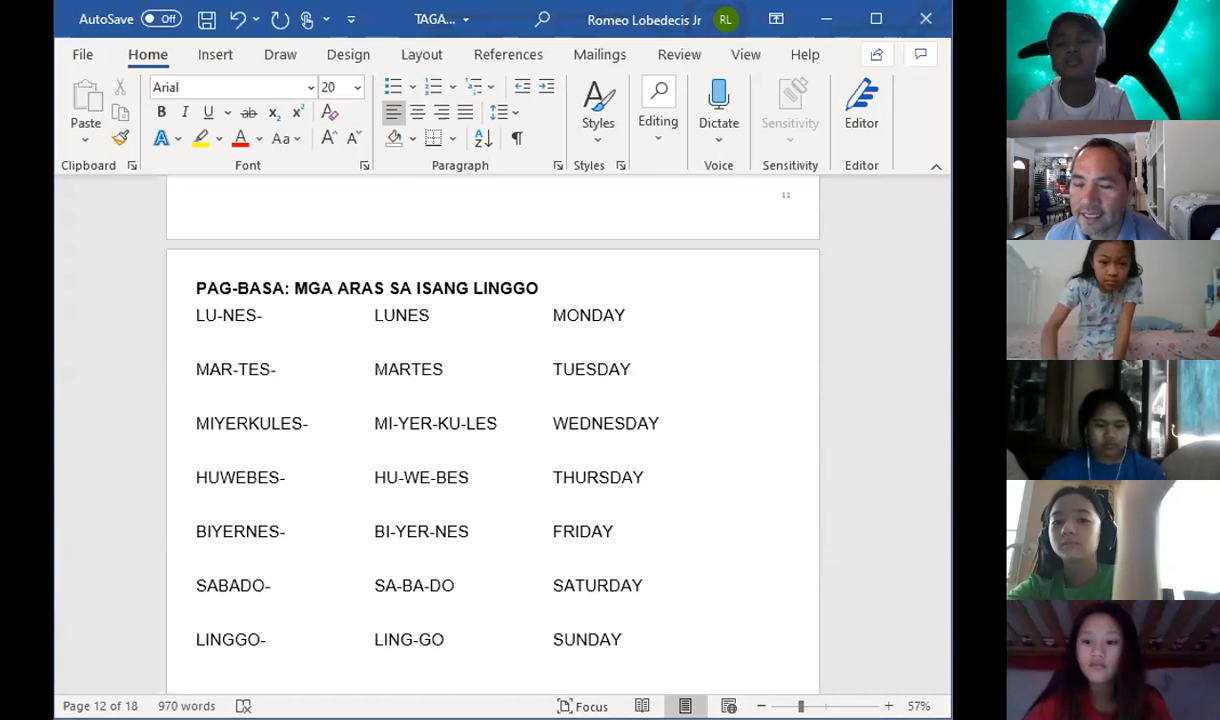 AutoSave Off TAGA... Romeo Lobedecis Jr RL
File Home Insert Draw Design Layout References Mailings Review View Help
Arial 20
Paste Styles Editing Dictate Sensitivity Editor
Clipboard Font Paragraph Styles Voice Sensitivity Editor
11
PAG-BASA: MGA ARAS SA ISANG LINGGO
LU-NES- LUNES MONDAY
MAR-TES- MARTES TUESDAY
MIYERKULES- MI-YER-KU-LES WEDNESDAY
HUWEBES- HU-WE-BES THURSDAY
BIYERNES- BI-YER-NES FRIDAY
SABADO- SA-BA-DO SATURDAY
LINGGO- LING-GO SUNDAY
Page 12 of 18 970 words Focus 57%